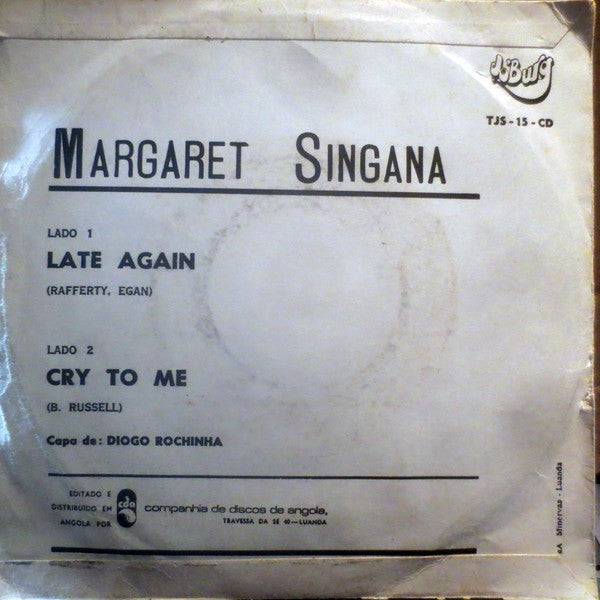 JoBurg
TJS - 15 - CD
MARGARET SINGANA
LADO 1
LATE AGAIN
(RAFFERTY, EGAN)
LADO 2
CRY TO ME
(B. RUSSELL)
Capa de: DIOGO ROCHINHA
EDITADO E
DISTRIBUIDO EM
ANGOLA POR
cda
companhia de discos de angola,
TRAVESSA DA SÉ 40 — LUANDA
Minerva - Luanda